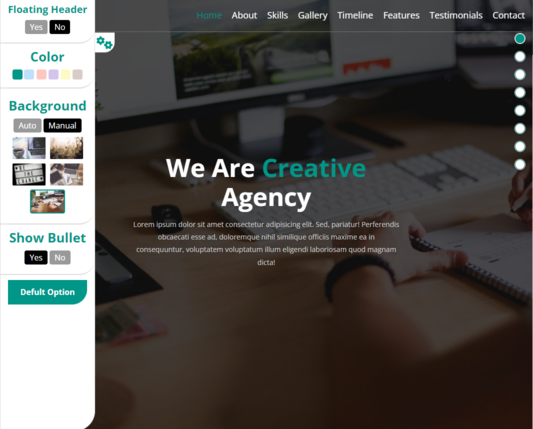 Floating Header
Yes No
Color
Background
Auto Manual
Show Bullet
Yes No
Defult Option
Home About Skills Gallery Timeline Features Testimonials Contact
We Are Creative
Agency
Lorem ipsum dolor sit amet consectetur adipisicing elit. Sed, pariatur! Perferendis
obcaecati esse ad, doloremque nihil similique officiis maxime ea in
consequuntur, voluptatem voluptatum illum eligendi laboriosam quod magnam
dicta!